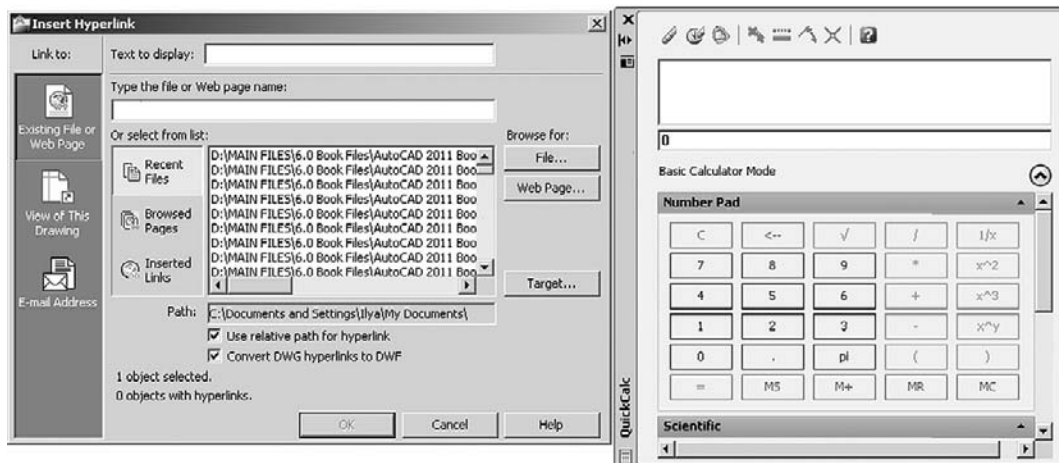 Insert Hyperlink
Link to:
Text to display:
Existing File or
Web Page
View of This
Drawing
E-mail Address
Type the file or Web page name:
Or select from list:
Browse for:
Recent
Files
Browsed
Pages
Inserted
Links
D:\MAIN FILES\6.0 Book Files\AutoCAD 2011 Boo
D:\MAIN FILES\6.0 Book Files\AutoCAD 2011 Boo
D:\MAIN FILES\6.0 Book Files\AutoCAD 2011 Boo
D:\MAIN FILES\6.0 Book Files\AutoCAD 2011 Boo
D:\MAIN FILES\6.0 Book Files\AutoCAD 2011 Boo
D:\MAIN FILES\6.0 Book Files\AutoCAD 2011 Boo
D:\MAIN FILES\6.0 Book Files\AutoCAD 2011 Boo
D:\MAIN FILES\6.0 Book Files\AutoCAD 2011 Boo
D:\MAIN FILES\6.0 Book Files\AutoCAD 2011 Boo
File...
Web Page...
Target...
Path: C:\Documents and Settings\Ilya\My Documents\
Use relative path for hyperlink
Convert DWG hyperlinks to DWF
1 object selected.
0 objects with hyperlinks.
OK Cancel Help
QuickCalc
0
Basic Calculator Mode
Number Pad
C <-- √ / 1/x
7 8 9 * x^2
4 5 6 + x^3
1 2 3 - x^y
0 . pi ( )
= MS M+ MR MC
Scientific